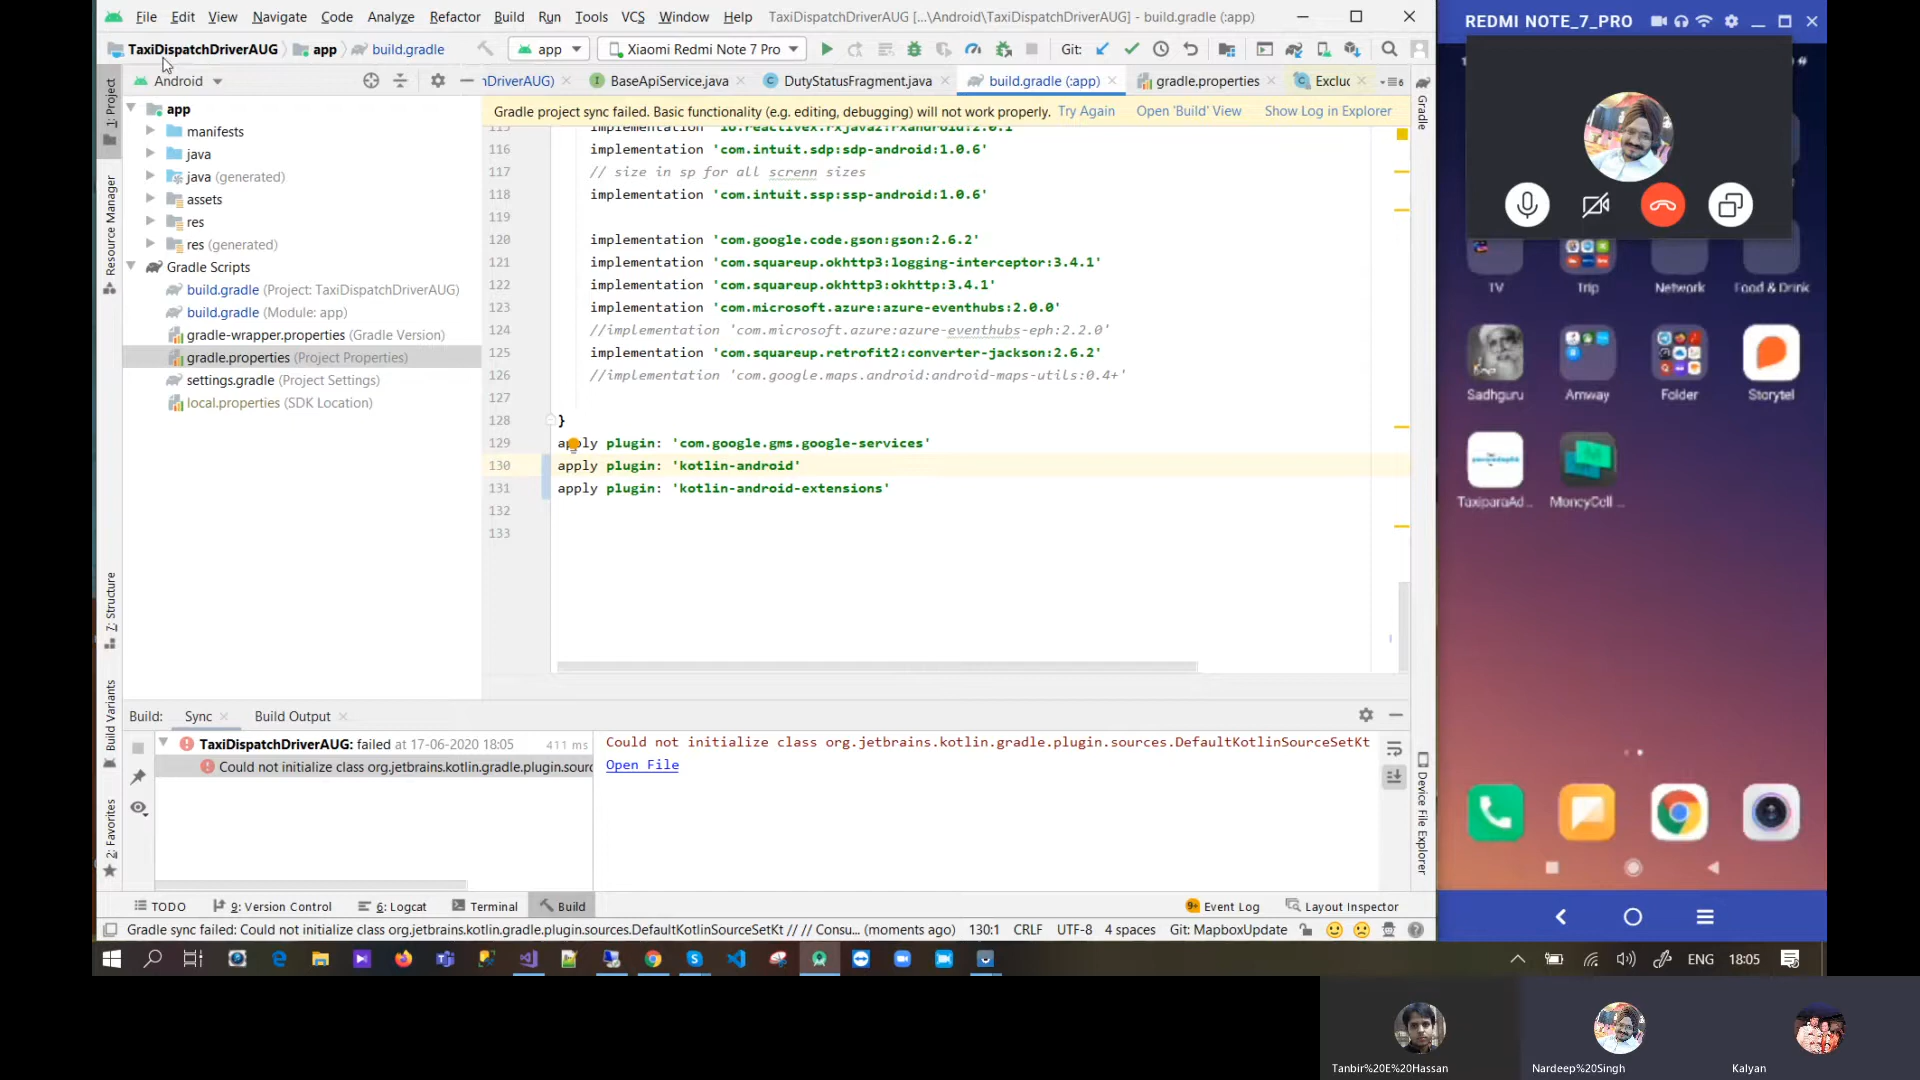 File Edit View Navigate Code Analyze Refactor Build Run Tools VCS Window Help TaxiDispatchDriverAUG [...\Android\TaxiDispatchDriverAUG] - build.gradle (:app)
TaxiDispatchDriverAUG app build.gradle app Xiaomi Redmi Note 7 Pro Git:
Android
nDriverAUG) BaseApiService.java DutyStatusFragment.java build.gradle (:app) gradle.properties Exclu
Gradle project sync failed. Basic functionality (e.g. editing, debugging) will not work properly. Try Again Open 'Build' View Show Log in Explorer
1: Project
Resource Manager
7: Structure
Build Variants
2: Favorites
app
manifests
java
java (generated)
assets
res
res (generated)
Gradle Scripts
build.gradle (Project: TaxiDispatchDriverAUG)
build.gradle (Module: app)
gradle-wrapper.properties (Gradle Version)
gradle.properties (Project Properties)
settings.gradle (Project Settings)
local.properties (SDK Location)
115 implementation 'io.reactivex.rxjava2:rxandroid:2.0.1'
116 implementation 'com.intuit.sdp:sdp-android:1.0.6'
117 // size in sp for all screnn sizes
118 implementation 'com.intuit.ssp:ssp-android:1.0.6'
119
120 implementation 'com.google.code.gson:gson:2.6.2'
121 implementation 'com.squareup.okhttp3:logging-interceptor:3.4.1'
122 implementation 'com.squareup.okhttp3:okhttp:3.4.1'
123 implementation 'com.microsoft.azure:azure-eventhubs:2.0.0'
124 //implementation 'com.microsoft.azure:azure-eventhubs-eph:2.2.0'
125 implementation 'com.squareup.retrofit2:converter-jackson:2.6.2'
126 //implementation 'com.google.maps.android:android-maps-utils:0.4+'
127
128 }
129 apply plugin: 'com.google.gms.google-services'
130 apply plugin: 'kotlin-android'
131 apply plugin: 'kotlin-android-extensions'
132
133
Gradle
Device File Explorer
Build: Sync Build Output
TaxiDispatchDriverAUG: failed at 17-06-2020 18:05 411 ms
Could not initialize class org.jetbrains.kotlin.gradle.plugin.sourc
Could not initialize class org.jetbrains.kotlin.gradle.plugin.sources.DefaultKotlinSourceSetKt
Open File
TODO 9: Version Control 6: Logcat Terminal Build 9+ Event Log Layout Inspector
Gradle sync failed: Could not initialize class org.jetbrains.kotlin.gradle.plugin.sources.DefaultKotlinSourceSetKt // // Consu... (moments ago) 130:1 CRLF UTF-8 4 spaces Git: MapboxUpdate
ENG 18:05
REDMI NOTE_7_PRO
TV Trip Network Food & Drink
Sadhguru Amway Folder Storytel
TaxiparaAd... MoneyCell ...
Tanbir%20E%20Hassan Nardeep%20Singh Kalyan